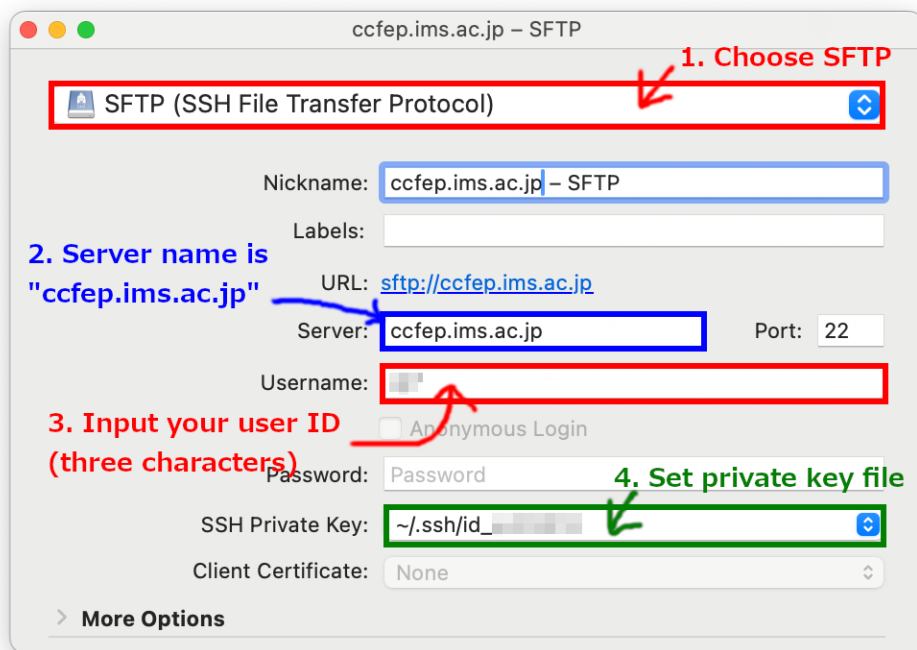 ccfep.ims.ac.jp – SFTP
1. Choose SFTP
SFTP (SSH File Transfer Protocol)
Nickname: ccfep.ims.ac.jp – SFTP
Labels:
2. Server name is
"ccfep.ims.ac.jp"
URL: sftp://ccfep.ims.ac.jp
Server: ccfep.ims.ac.jp Port: 22
Username:
3. Input your user ID
(three characters)
Anonymous Login
Password: Password
4. Set private key file
SSH Private Key: ~/.ssh/id_
Client Certificate: None
More Options